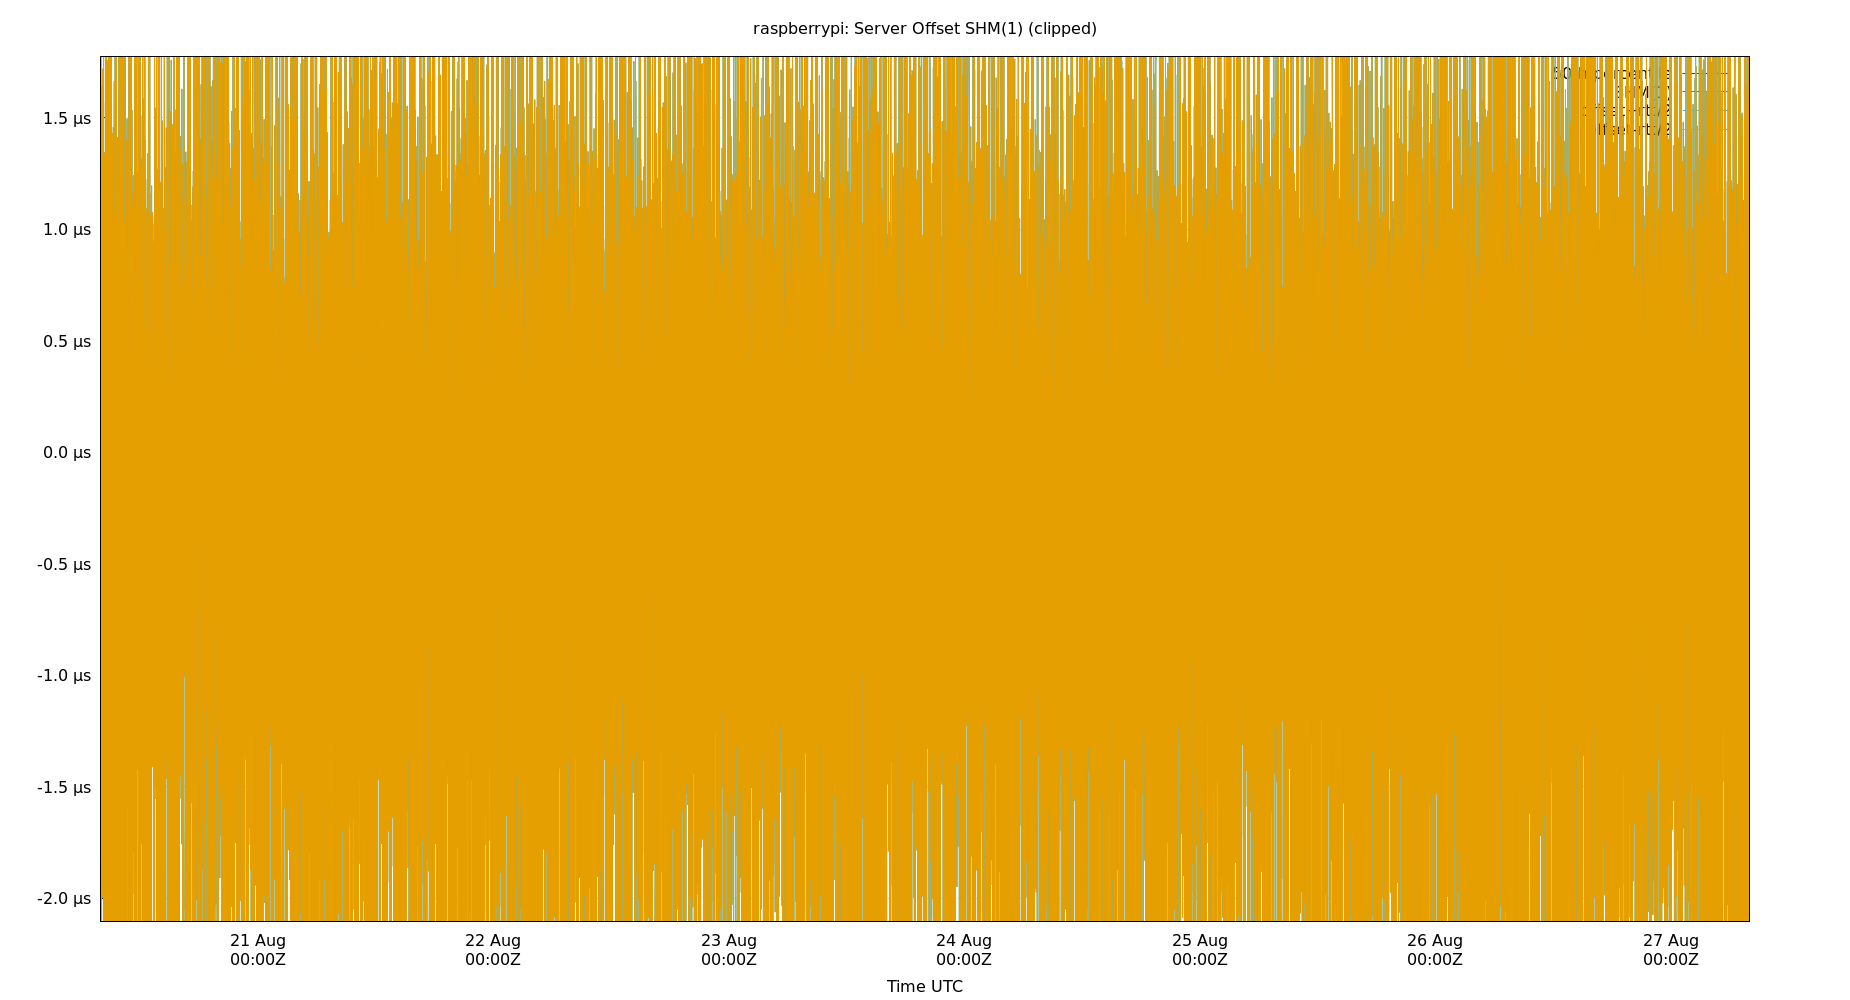 raspberrypi: Server Offset SHM(1) (clipped)
SHM(1)
1.5 µs
1.0 µs
0.5 µs
0.0 µs
-0.5 µs
-1.0 µs
-1.5 µs
-2.0 µs
21 Aug 22 Aug 23 Aug 24 Aug 25 Aug 26 Aug 27 Aug
00:00Z 00:00Z 00:00Z 00:00Z 00:00Z 00:00Z 00:00Z
Time UTC